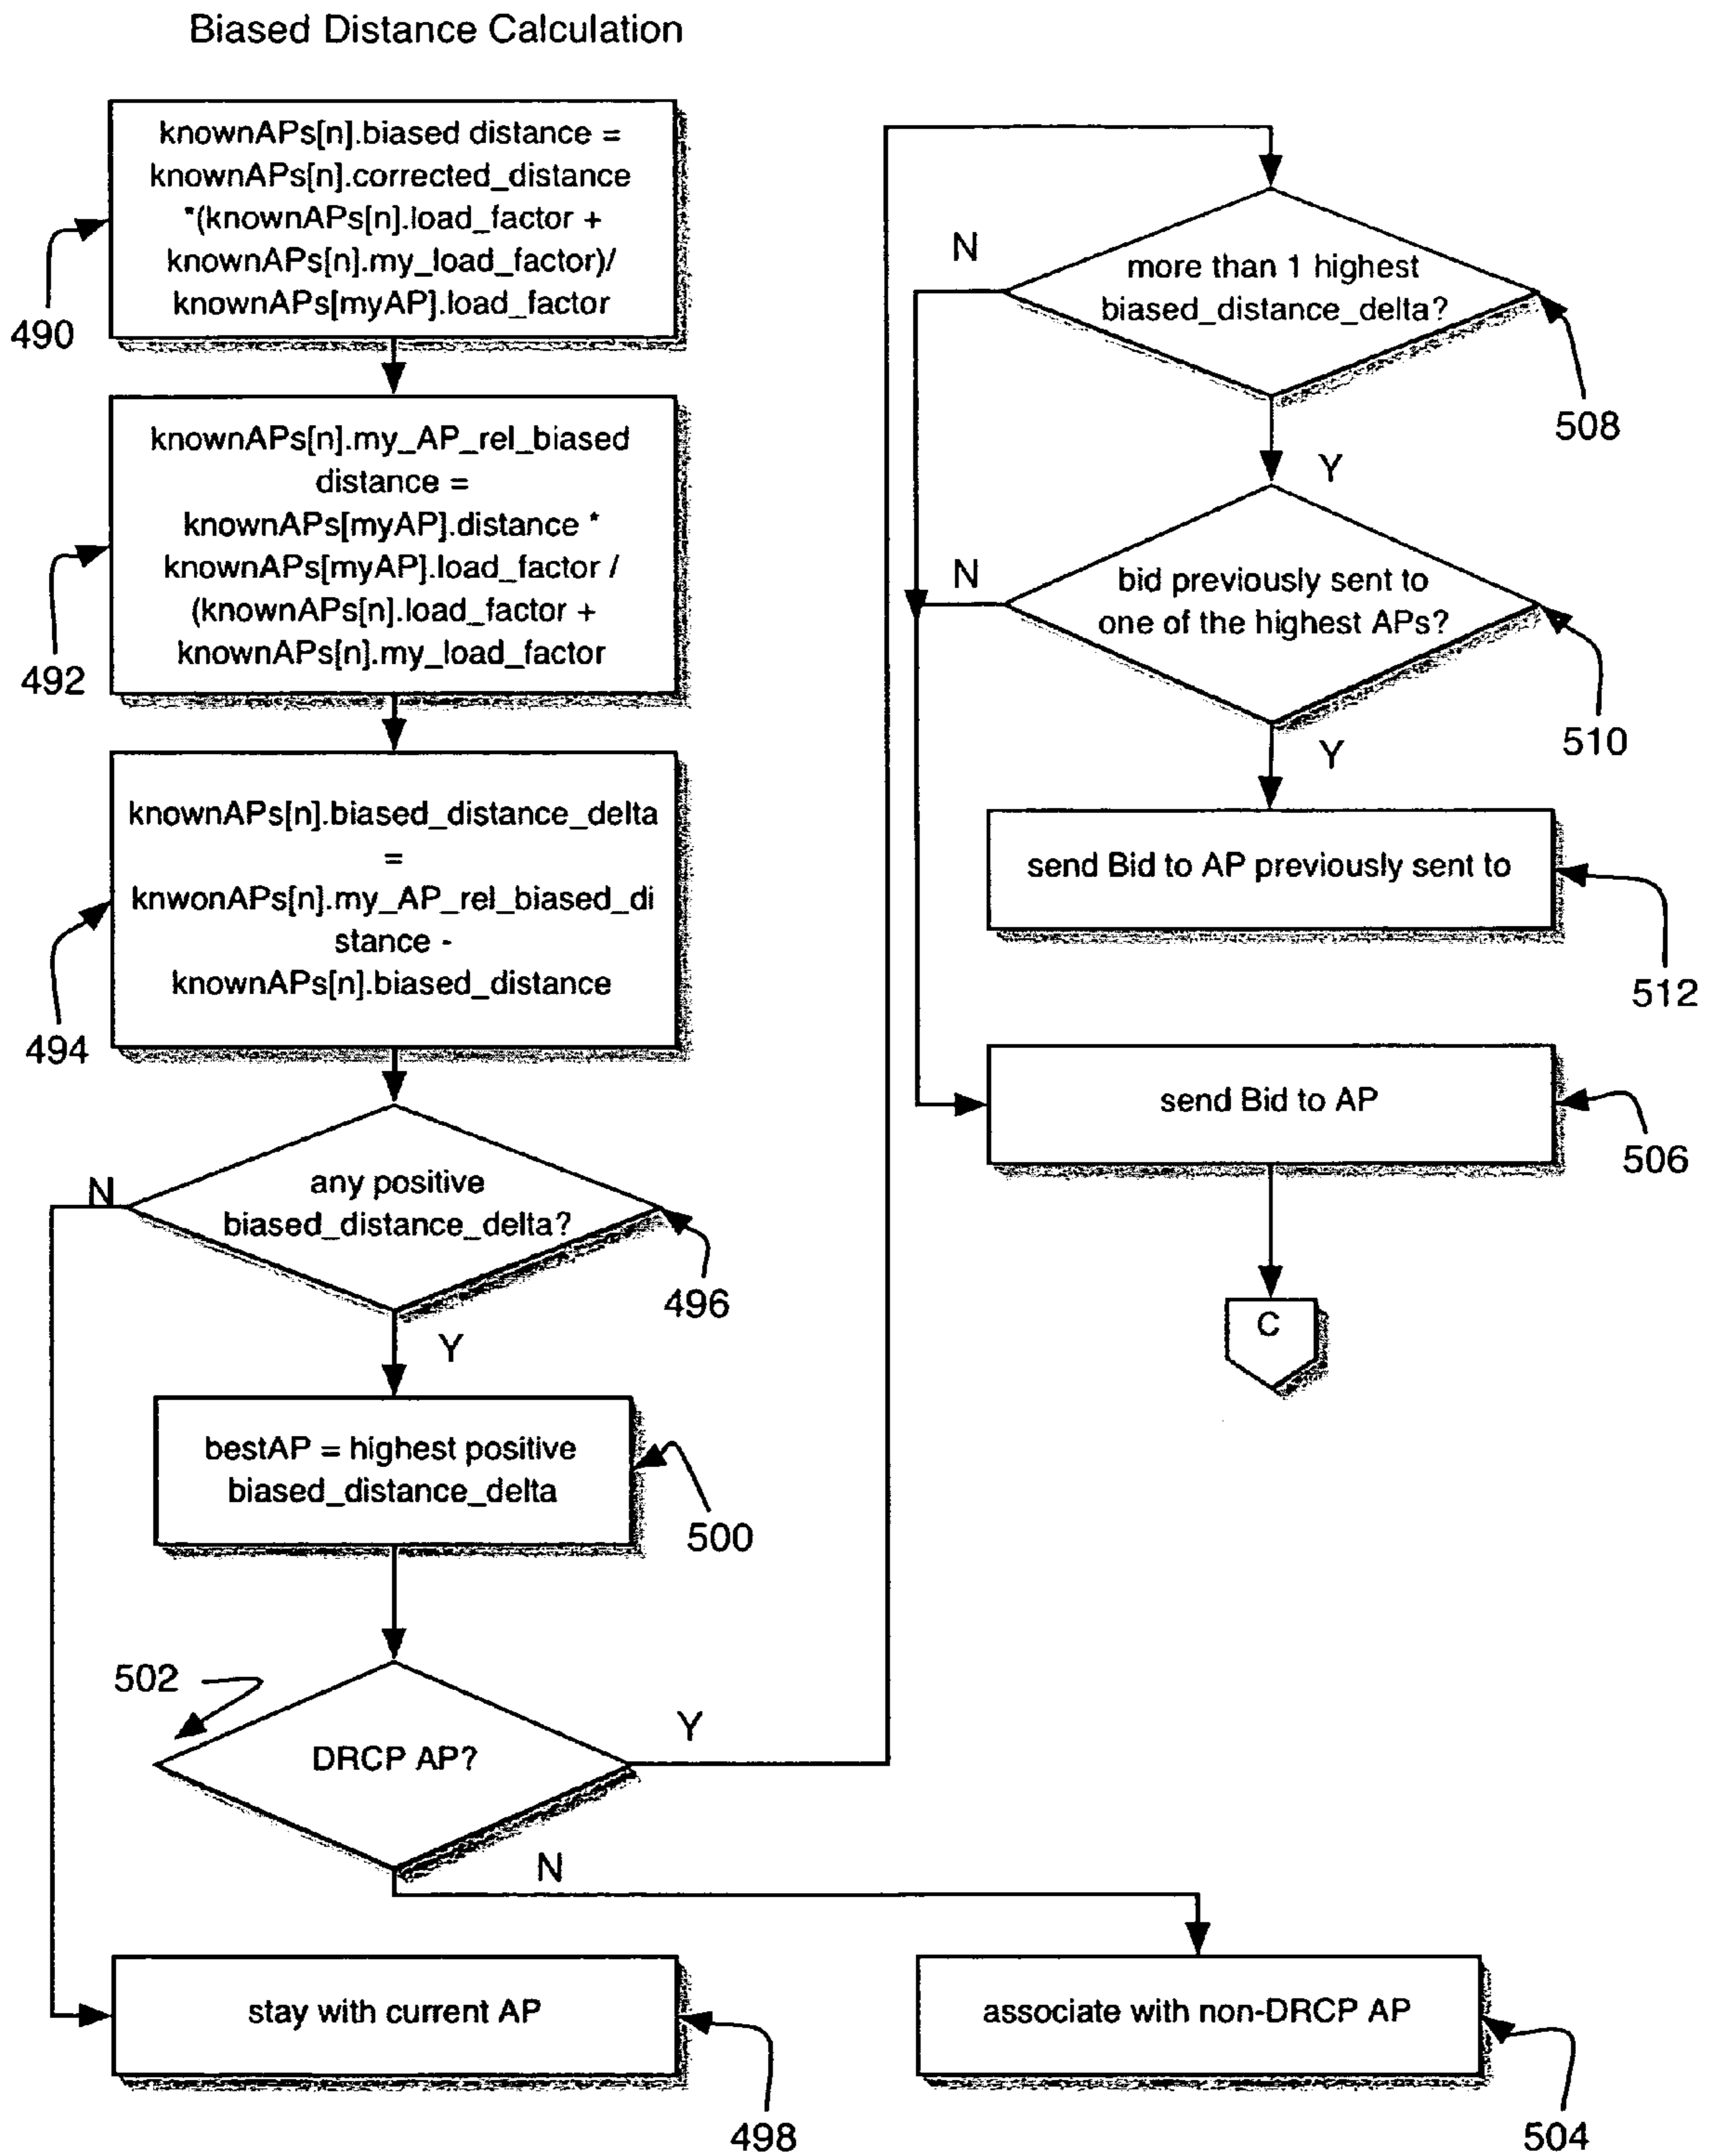 Biased Distance Calculation
knownAPs[n].biased distance =
knownAPs[n].corrected_distance
*(knownAPs[n].load_factor +
knownAPs[n].my_load_factor)/
knownAPs[myAP].load_factor
490
knownAPs[n].my_AP_rel_biased
distance =
knownAPs[myAP].distance *
knownAPs[myAP].load_factor /
(knownAPs[n].load_factor +
knownAPs[n].my_load_factor
492
knownAPs[n].biased_distance_delta
=
knwonAPs[n].my_AP_rel_biased_di
stance -
knownAPs[n].biased_distance
494
any positive
biased_distance_delta?
N
496
Y
bestAP = highest positive
biased_distance_delta
500
502
DRCP AP?
Y
N
stay with current AP
498
associate with non-DRCP AP
504
more than 1 highest
biased_distance_delta?
N
508
Y
bid previously sent to
one of the highest APs?
N
510
Y
send Bid to AP previously sent to
512
send Bid to AP
506
C